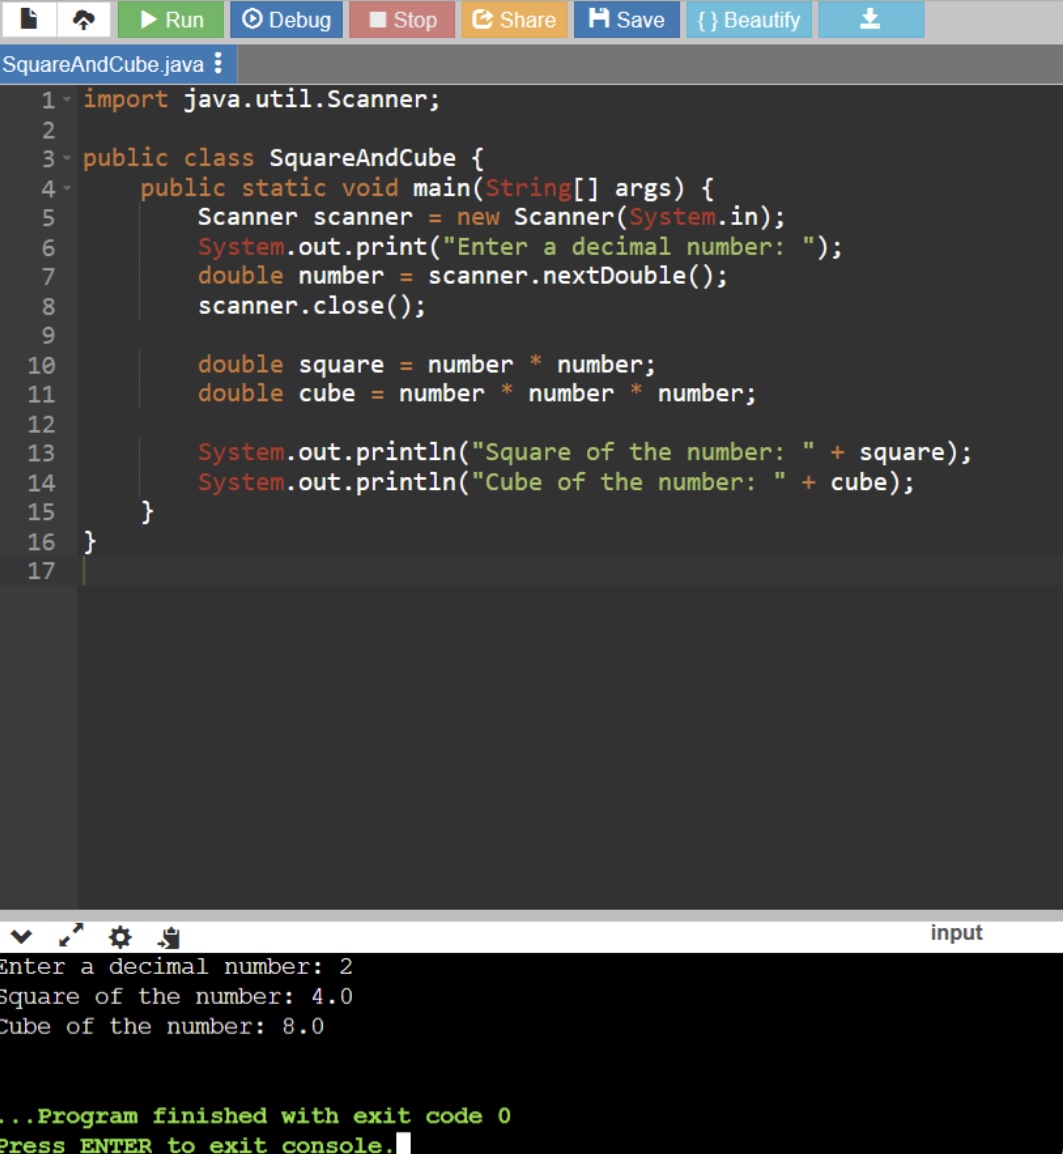 Run Debug Stop Share Save { } Beautify
SquareAndCube.java
1 import java.util.Scanner;
2
3 public class SquareAndCube {
4     public static void main(String[] args) {
5         Scanner scanner = new Scanner(System.in);
6         System.out.print("Enter a decimal number: ");
7         double number = scanner.nextDouble();
8         scanner.close();
9
10         double square = number * number;
11         double cube = number * number * number;
12
13         System.out.println("Square of the number: " + square);
14         System.out.println("Cube of the number: " + cube);
15     }
16 }
17
input
Enter a decimal number: 2
Square of the number: 4.0
Cube of the number: 8.0
...Program finished with exit code 0
Press ENTER to exit console.